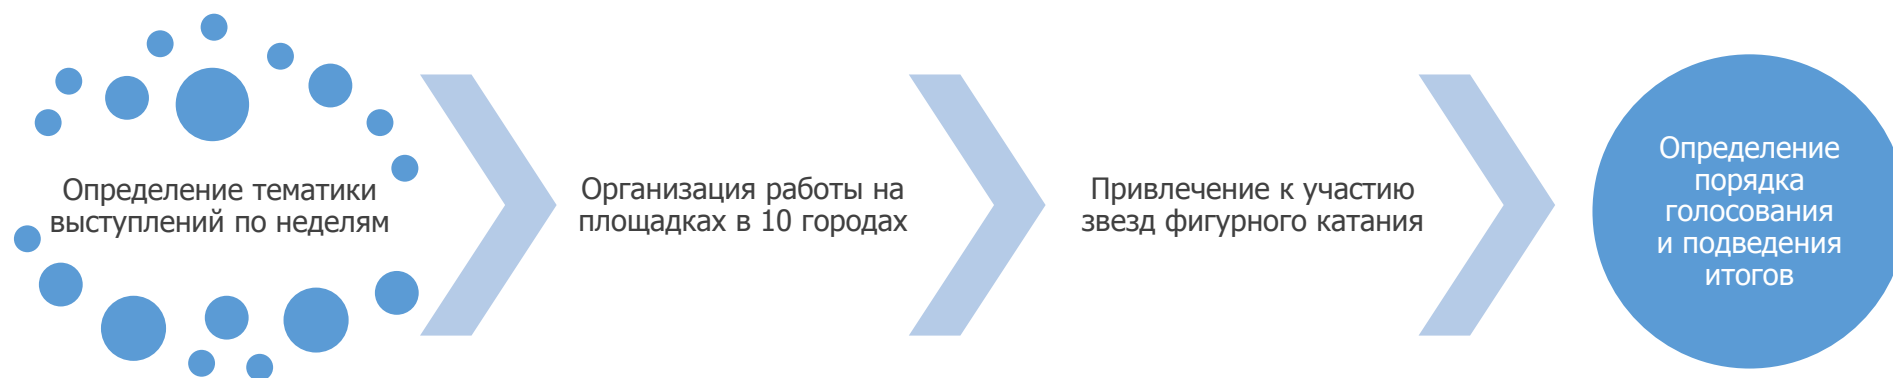 Определение тематики
выступлений по неделям
Организация работы на
площадках в 10 городах
Привлечение к участию
звезд фигурного катания
Определение
порядка
голосования
и подведения
итогов